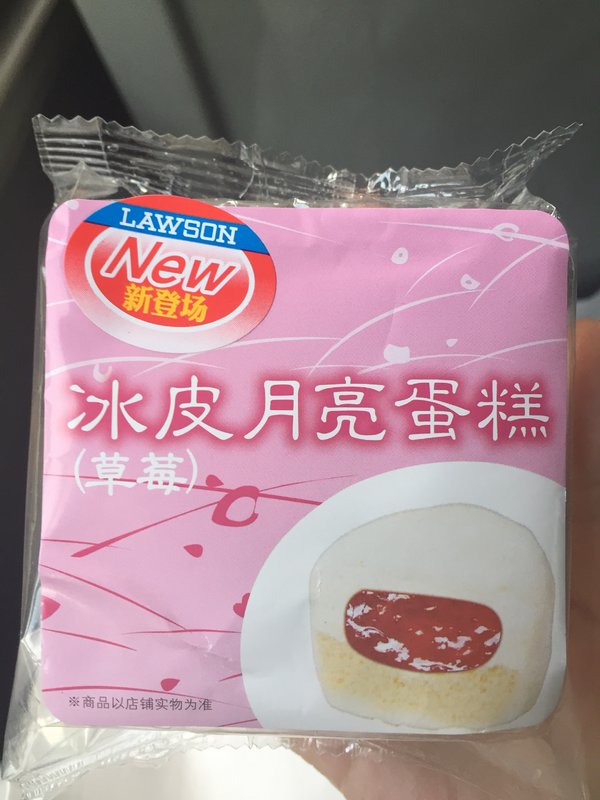 LAWSON
New
新登场
冰皮月亮蛋糕
(草莓)
※商品以店铺实物为准